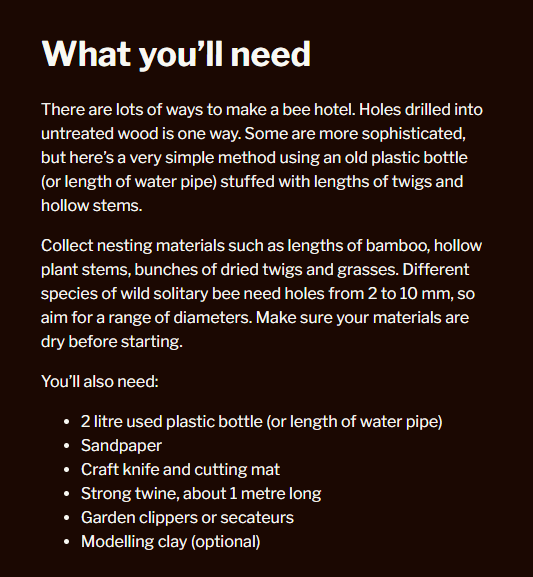 What you’ll need
There are lots of ways to make a bee hotel. Holes drilled into
untreated wood is one way. Some are more sophisticated,
but here’s a very simple method using an old plastic bottle
(or length of water pipe) stuffed with lengths of twigs and
hollow stems.
Collect nesting materials such as lengths of bamboo, hollow
plant stems, bunches of dried twigs and grasses. Different
species of wild solitary bee need holes from 2 to 10 mm, so
aim for a range of diameters. Make sure your materials are
dry before starting.
You’ll also need:
• 2 litre used plastic bottle (or length of water pipe)
• Sandpaper
• Craft knife and cutting mat
• Strong twine, about 1 metre long
• Garden clippers or secateurs
• Modelling clay (optional)